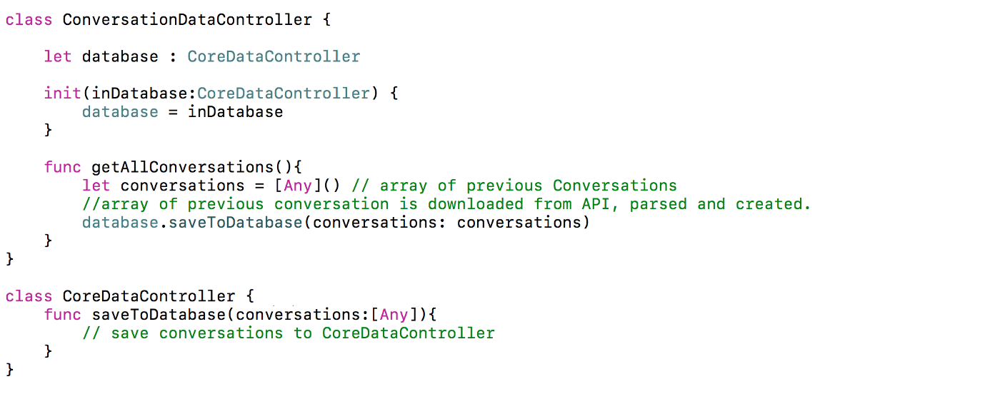 class ConversationDataController {
    let database : CoreDataController
    init(inDatabase:CoreDataController) {
        database = inDatabase
    }
    func getAllConversations(){
        let conversations = [Any]() // array of previous Conversations
        //array of previous conversation is downloaded from API, parsed and created.
        database.saveToDatabase(conversations: conversations)
    }
}
class CoreDataController {
    func saveToDatabase(conversations:[Any]){
        // save conversations to CoreDataController
    }
}